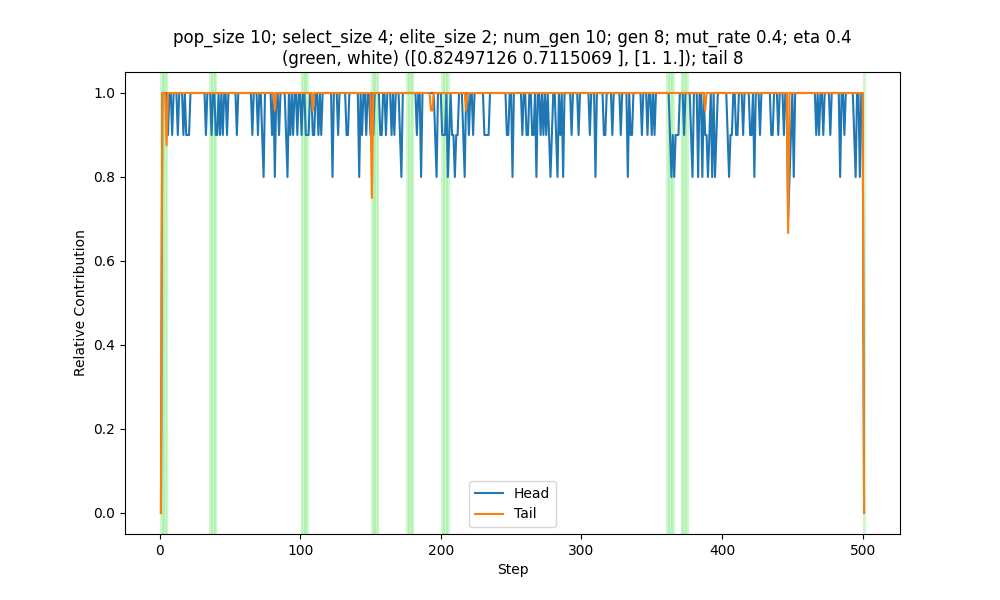 pop_size 10; select_size 4; elite_size 2; num_gen 10; gen 8; mut_rate 0.4; eta 0.4
(green, white) ([0.82497126 0.7115069 ], [1. 1.]); tail 8
1.0
0.8
0.6
0.4
0.2
0.0
Relative Contribution
Head
Tail
0 100 200 300 400 500
Step